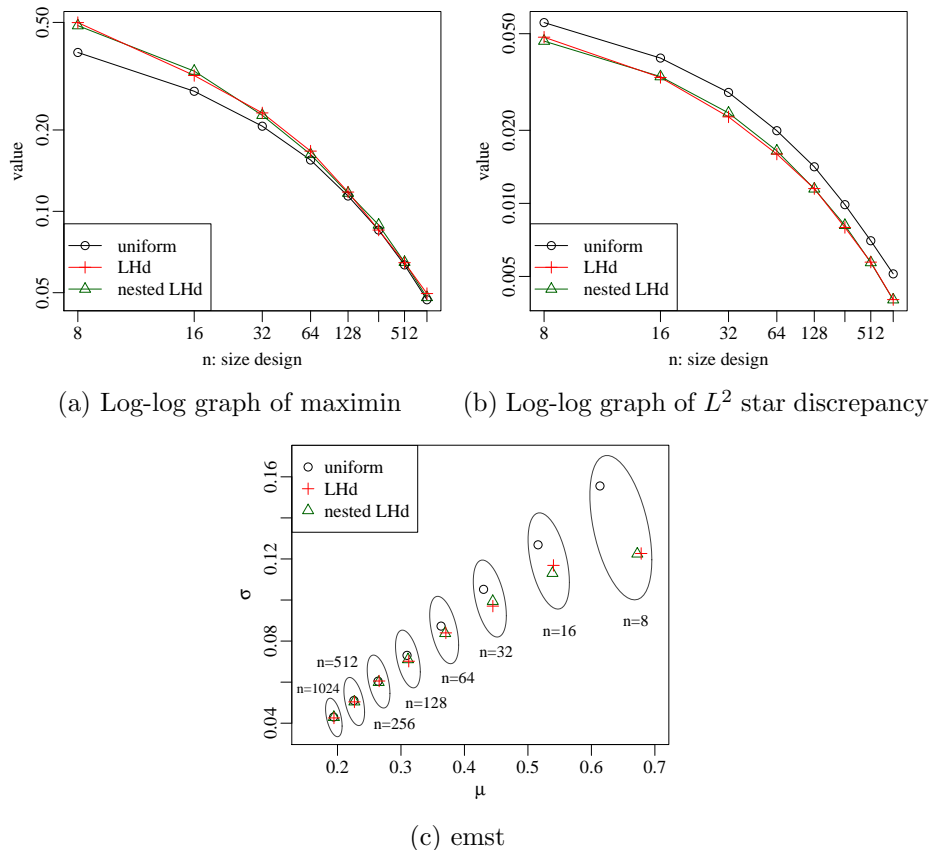 0.50
0.20
0.10
0.05
value
uniform
LHd
nested LHd
8 16 32 64 128 512
n: size design
(a) Log-log graph of maximin
0.050
0.020
0.010
0.005
value
uniform
LHd
nested LHd
8 16 32 64 128 512
n: size design
(b) Log-log graph of L² star discrepancy
0.16
0.12
0.08
0.04
σ
uniform
LHd
nested LHd
n=8
n=16
n=32
n=64
n=128
n=256
n=512
n=1024
0.2 0.3 0.4 0.5 0.6 0.7
μ
(c) emst